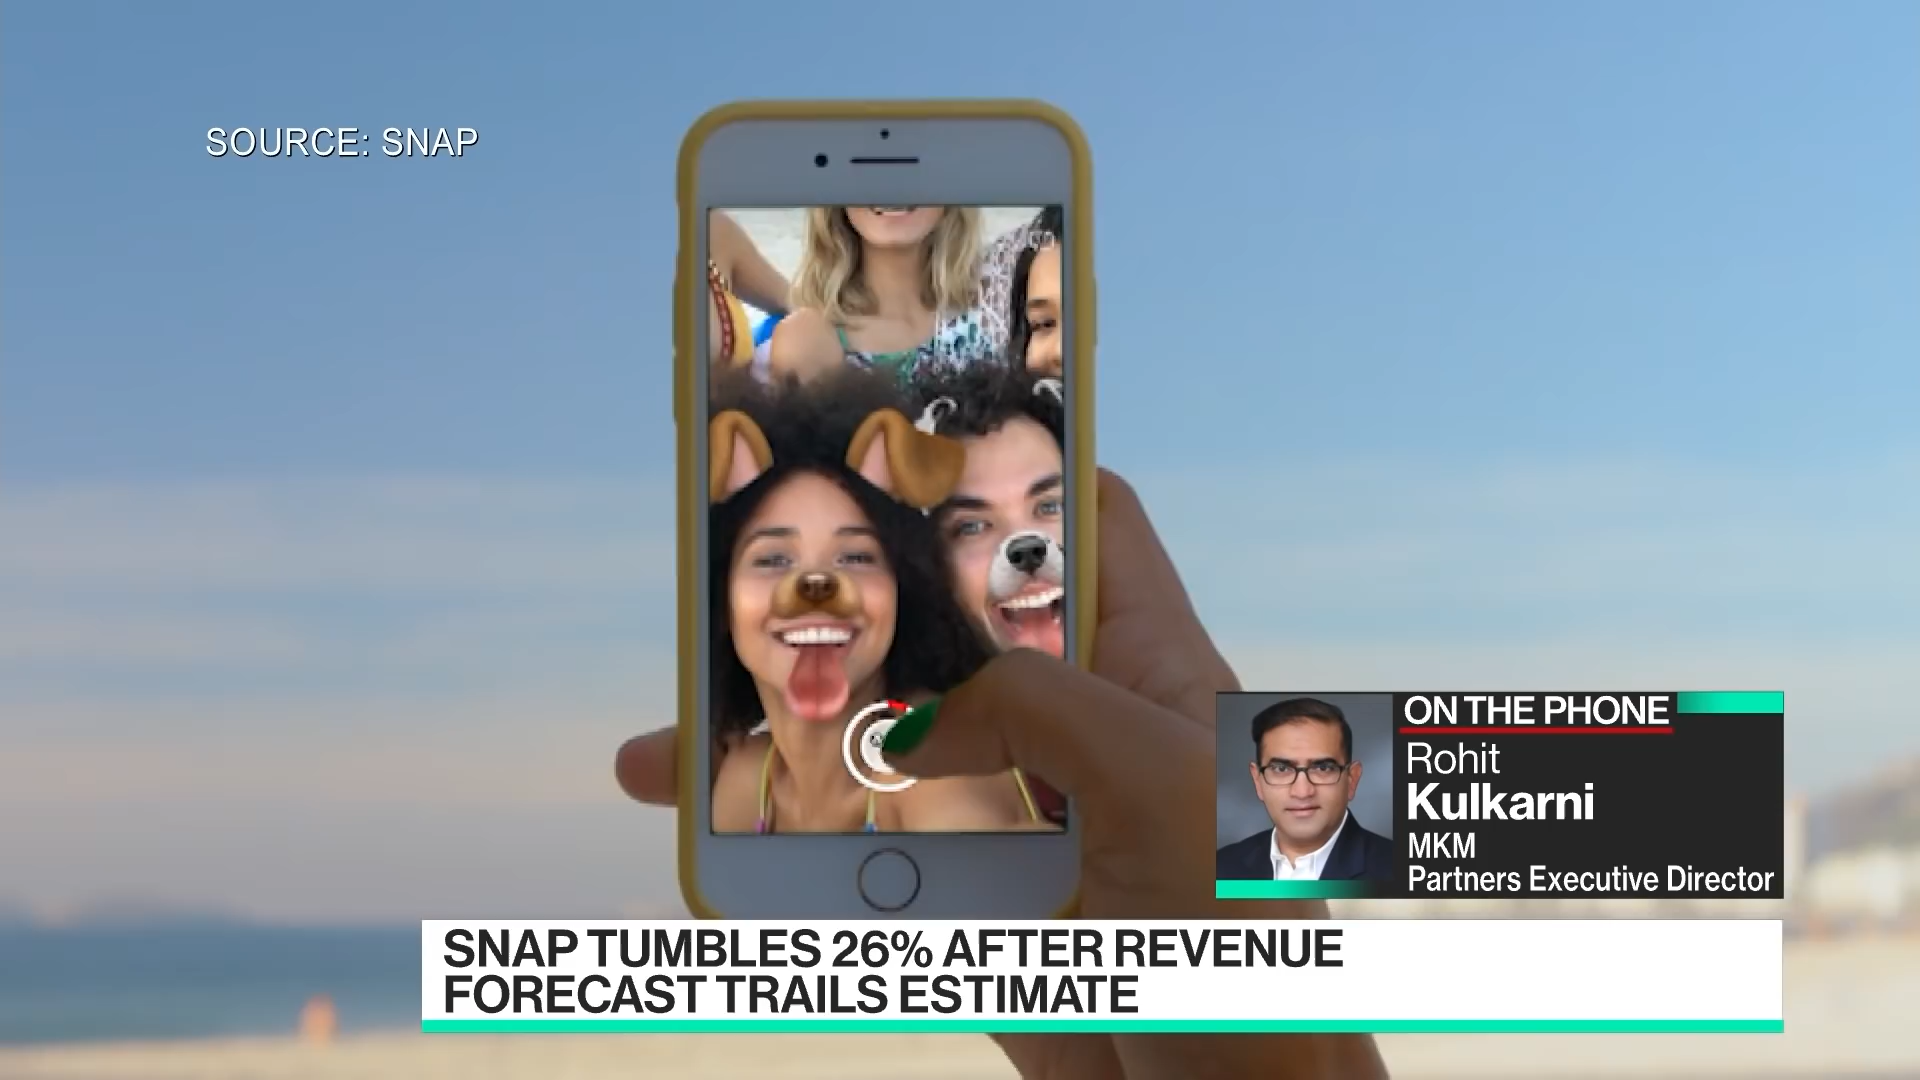 SOURCE: SNAP
ON THE PHONE
Rohit
Kulkarni
MKM
Partners Executive Director
SNAP TUMBLES 26% AFTER REVENUE
FORECAST TRAILS ESTIMATE